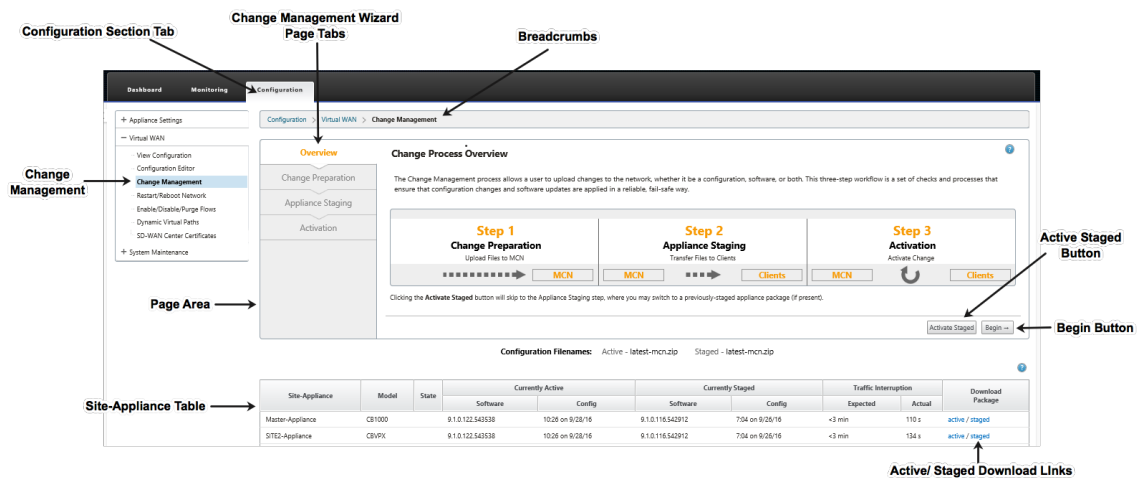 Change Management Wizard
Page Tabs
Configuration Section Tab
Breadcrumbs
Dashboard Monitoring Configuration
+ Appliance Settings
Configuration > Virtual WAN > Change Management
− Virtual WAN
View Configuration
Configuration Editor
Change Management
Restart/Reboot Network
Enable/Disable/Purge Flows
Dynamic Virtual Paths
SD-WAN Center Certificates
+ System Maintenance
Change
Management
Overview
Change Preparation
Appliance Staging
Activation
Change Process Overview
?
The Change Management process allows a user to upload changes to the network, whether it be a configuration, software, or both. This three-step workflow is a set of checks and processes that
ensure that configuration changes and software updates are applied in a reliable, fail-safe way.
Step 1 Step 2 Step 3
Change Preparation Appliance Staging Activation
Upload Files to MCN Transfer Files to Clients Activate Change
MCN MCN Clients MCN Clients
Active Staged
Button
Page Area
Clicking the Activate Staged button will skip to the Appliance Staging step, where you may switch to a previously-staged appliance package (if present).
Activate Staged Begin →
Begin Button
Configuration Filenames: Active - latest-mcn.zip Staged - latest-mcn.zip
?
Site-Appliance Table
Site-Appliance Model State Currently Active Currently Staged Traffic Interruption Download
Package
Software Config Software Config Expected Actual
Master-Appliance CB1000 9.1.0.122.543538 10:26 on 9/28/16 9.1.0.116.542912 7:04 on 9/26/16 <3 min 110 s active / staged
SITE2-Appliance CBVPX 9.1.0.122.543538 10:26 on 9/28/16 9.1.0.116.542912 7:04 on 9/26/16 <3 min 134 s active / staged
Active/ Staged Download LInks